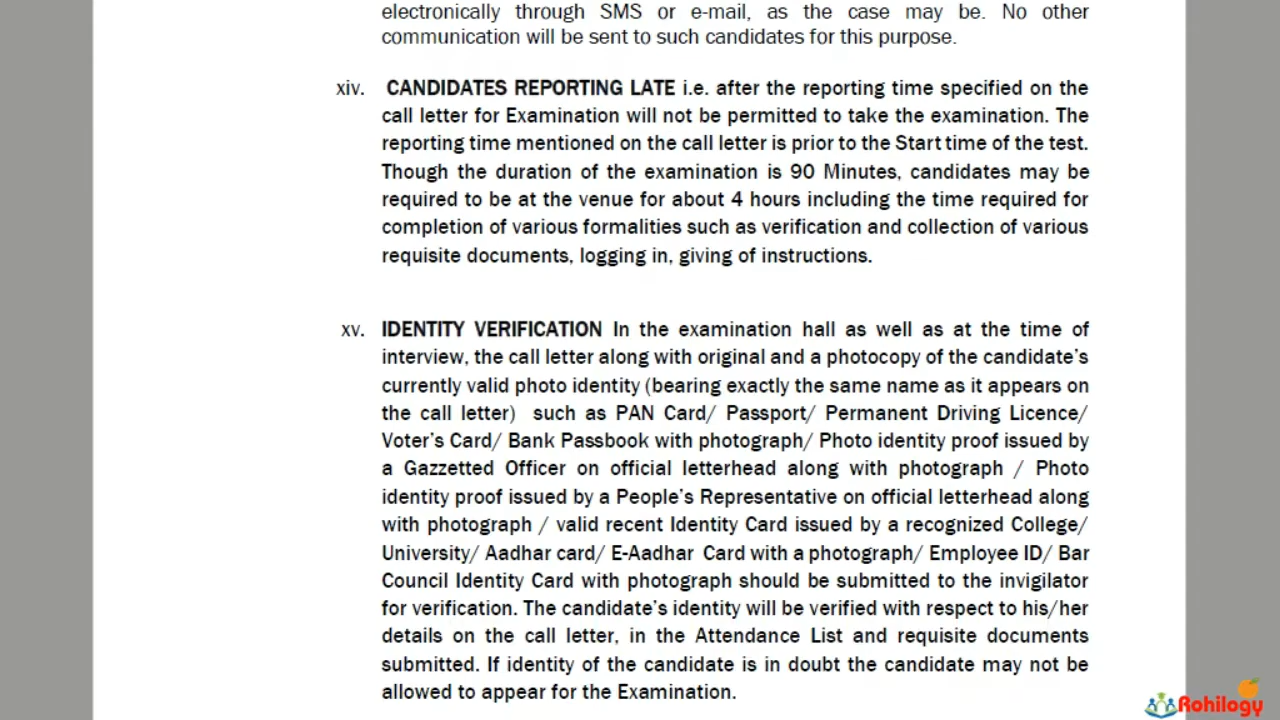 electronically through SMS or e-mail, as the case may be. No other
communication will be sent to such candidates for this purpose.
xiv. CANDIDATES REPORTING LATE i.e. after the reporting time specified on the
call letter for Examination will not be permitted to take the examination. The
reporting time mentioned on the call letter is prior to the Start time of the test.
Though the duration of the examination is 90 Minutes, candidates may be
required to be at the venue for about 4 hours including the time required for
completion of various formalities such as verification and collection of various
requisite documents, logging in, giving of instructions.
xv. IDENTITY VERIFICATION In the examination hall as well as at the time of
interview, the call letter along with original and a photocopy of the candidate's
currently valid photo identity (bearing exactly the same name as it appears on
the call letter) such as PAN Card/ Passport/ Permanent Driving Licence/
Voter's Card/ Bank Passbook with photograph/ Photo identity proof issued by
a Gazzetted Officer on official letterhead along with photograph / Photo
identity proof issued by a People's Representative on official letterhead along
with photograph / valid recent Identity Card issued by a recognized College/
University/ Aadhar card/ E-Aadhar Card with a photograph/ Employee ID/ Bar
Council Identity Card with photograph should be submitted to the invigilator
for verification. The candidate's identity will be verified with respect to his/her
details on the call letter, in the Attendance List and requisite documents
submitted. If identity of the candidate is in doubt the candidate may not be
allowed to appear for the Examination.
Rohilogy